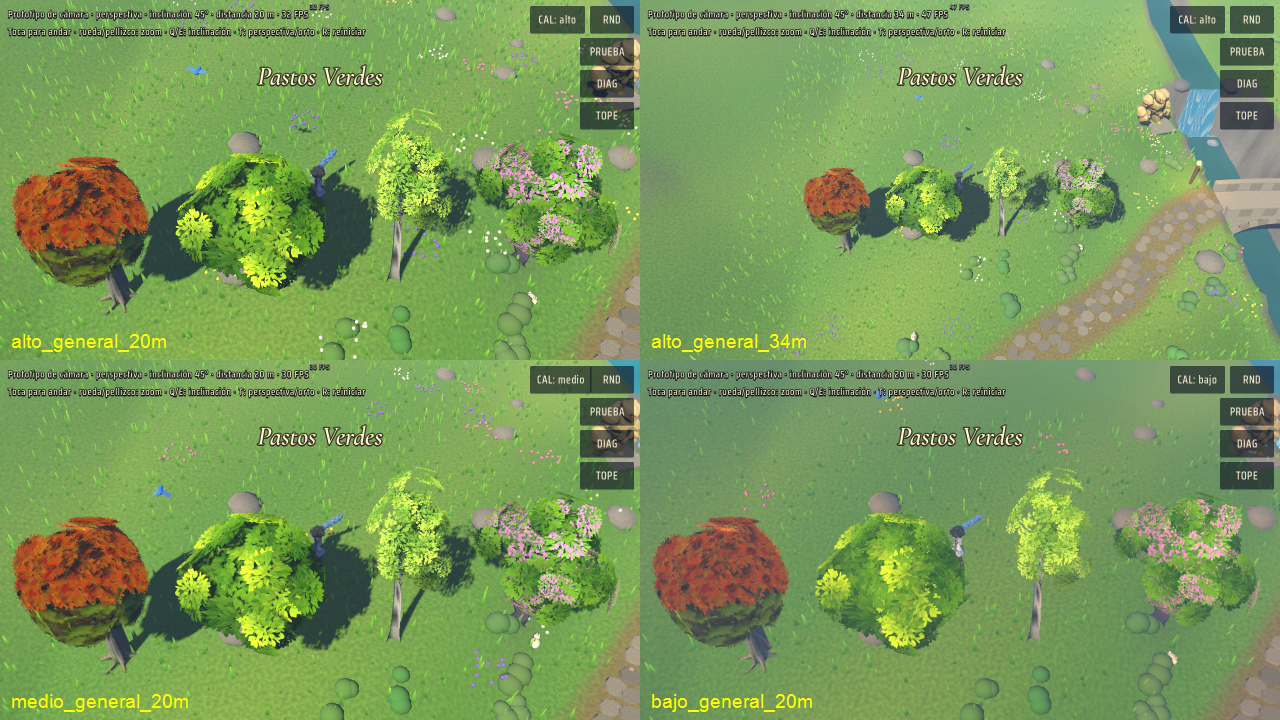 32 FPS
Prototipo de cámara · perspectiva · inclinación 45° · distancia 20 m · 32 FPS
Toca para andar · rueda/pellizco: zoom · Q/E: inclinación · T: perspectiva/orto · R: reiniciar
CAL: alto
RND
PRUEBA
DIAG
TOPE
Pastos Verdes
alto_general_20m
47 FPS
Prototipo de cámara · perspectiva · inclinación 45° · distancia 34 m · 47 FPS
Toca para andar · rueda/pellizco: zoom · Q/E: inclinación · T: perspectiva/orto · R: reiniciar
CAL: alto
RND
PRUEBA
DIAG
TOPE
Pastos Verdes
alto_general_34m
Prototipo de cámara · perspectiva · inclinación 45° · distancia 20 m · 30 FPS
Toca para andar · rueda/pellizco: zoom · Q/E: inclinación · T: perspectiva/orto · R: reiniciar
CAL: medio
RND
PRUEBA
DIAG
TOPE
Pastos Verdes
medio_general_20m
Prototipo de cámara · perspectiva · inclinación 45° · distancia 20 m · 30 FPS
Toca para andar · rueda/pellizco: zoom · Q/E: inclinación · T: perspectiva/orto · R: reiniciar
CAL: bajo
RND
PRUEBA
DIAG
TOPE
Pastos Verdes
bajo_general_20m